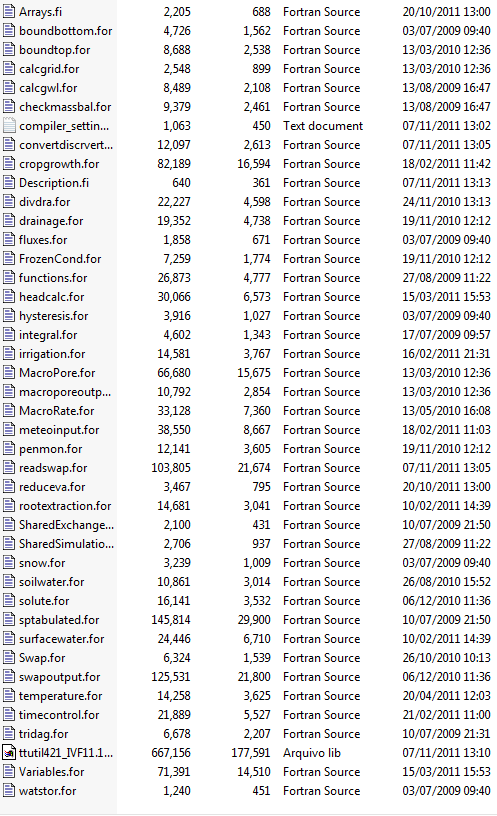 Arrays.fi 2,205 688 Fortran Source 20/10/2011 13:00
boundbottom.for 4,726 1,562 Fortran Source 03/07/2009 09:40
boundtop.for 8,688 2,538 Fortran Source 13/03/2010 12:36
calcgrid.for 2,548 899 Fortran Source 13/03/2010 12:36
calcgwl.for 8,489 2,108 Fortran Source 13/08/2009 16:47
checkmassbal.for 9,379 2,461 Fortran Source 13/08/2009 16:47
compiler_settin... 1,063 450 Text document 07/11/2011 13:02
convertdiscrvert... 12,097 2,613 Fortran Source 07/11/2011 13:05
cropgrowth.for 82,189 16,594 Fortran Source 18/02/2011 11:42
Description.fi 640 361 Fortran Source 07/11/2011 13:13
divdra.for 22,227 4,598 Fortran Source 24/11/2010 13:13
drainage.for 19,352 4,738 Fortran Source 19/11/2010 12:12
fluxes.for 1,858 671 Fortran Source 03/07/2009 09:40
FrozenCond.for 7,259 1,774 Fortran Source 19/11/2010 12:12
functions.for 26,873 4,777 Fortran Source 27/08/2009 11:22
headcalc.for 30,066 6,573 Fortran Source 15/03/2011 15:53
hysteresis.for 3,916 1,027 Fortran Source 03/07/2009 09:40
integral.for 4,602 1,343 Fortran Source 17/07/2009 09:57
irrigation.for 14,581 3,767 Fortran Source 16/02/2011 21:31
MacroPore.for 66,680 15,675 Fortran Source 13/03/2010 12:36
macroporeoutp... 10,792 2,854 Fortran Source 13/03/2010 12:36
MacroRate.for 33,128 7,360 Fortran Source 13/05/2010 16:08
meteoinput.for 38,550 8,667 Fortran Source 18/02/2011 11:03
penmon.for 12,141 3,605 Fortran Source 19/11/2010 12:12
readswap.for 103,805 21,674 Fortran Source 07/11/2011 13:05
reduceva.for 3,467 795 Fortran Source 20/10/2011 13:00
rootextraction.for 14,681 3,041 Fortran Source 10/02/2011 14:39
SharedExchange... 2,100 431 Fortran Source 10/07/2009 21:50
SharedSimulatio... 2,706 937 Fortran Source 27/08/2009 11:22
snow.for 3,239 1,009 Fortran Source 03/07/2009 09:40
soilwater.for 10,861 3,014 Fortran Source 26/08/2010 15:52
solute.for 16,141 3,532 Fortran Source 06/12/2010 11:36
sptabulated.for 145,814 29,900 Fortran Source 10/07/2009 21:50
surfacewater.for 24,446 6,710 Fortran Source 10/02/2011 14:39
Swap.for 6,324 1,539 Fortran Source 26/10/2010 10:13
swapoutput.for 125,531 21,800 Fortran Source 06/12/2010 11:36
temperature.for 14,258 3,625 Fortran Source 20/04/2011 12:03
timecontrol.for 21,889 5,527 Fortran Source 21/02/2011 11:00
tridag.for 6,678 2,207 Fortran Source 10/07/2009 21:31
ttutil421_IVF11.1... 667,156 177,591 Arquivo lib 07/11/2011 13:10
Variables.for 71,391 14,510 Fortran Source 15/03/2011 15:53
watstor.for 1,240 451 Fortran Source 03/07/2009 09:40